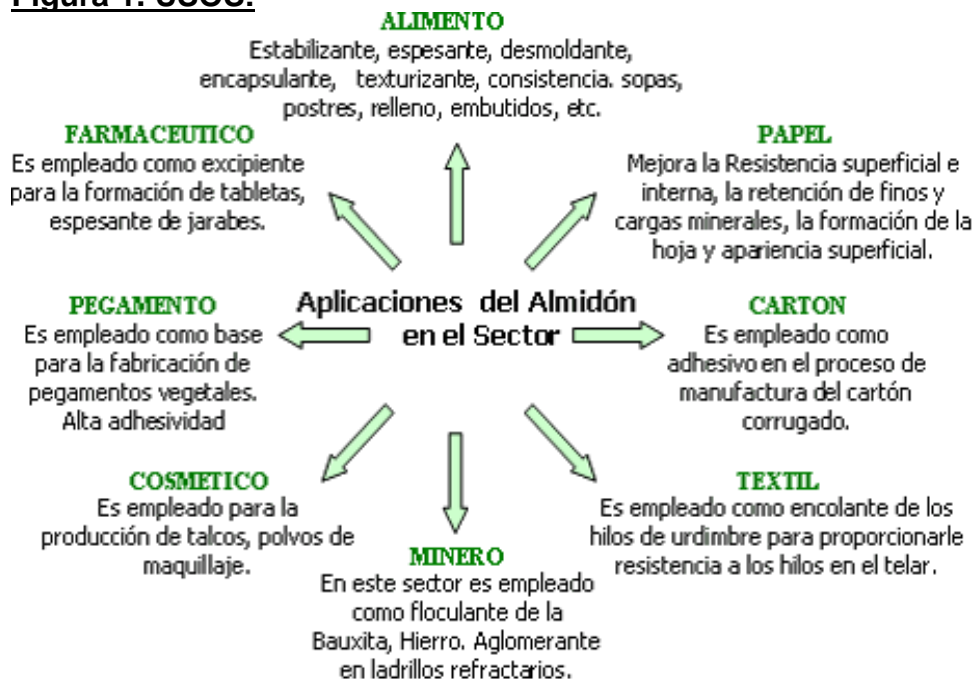 Figura 1: USOS.
ALIMENTO
Estabilizante, espesante, desmoldante,
encapsulante, texturizante, consistencia. sopas,
postres, relleno, embutidos, etc.
FARMACEUTICO
Es empleado como excipiente
para la formación de tabletas,
espesante de jarabes.
PAPEL
Mejora la Resistencia superficial e
interna, la retención de finos y
cargas minerales, la formación de la
hoja y apariencia superficial.
PEGAMENTO
Es empleado como base
para la fabricación de
pegamentos vegetales.
Alta adhesividad
Aplicaciones del Almidón
en el Sector
CARTON
Es empleado como
adhesivo en el proceso de
manufactura del cartón
corrugado.
COSMETICO
Es empleado para la
producción de talcos, polvos de
maquillaje.
MINERO
En este sector es empleado
como floculante de la
Bauxita, Hierro. Aglomerante
en ladrillos refractarios.
TEXTIL
Es empleado como encolante de los
hilos de urdimbre para proporcionarle
resistencia a los hilos en el telar.